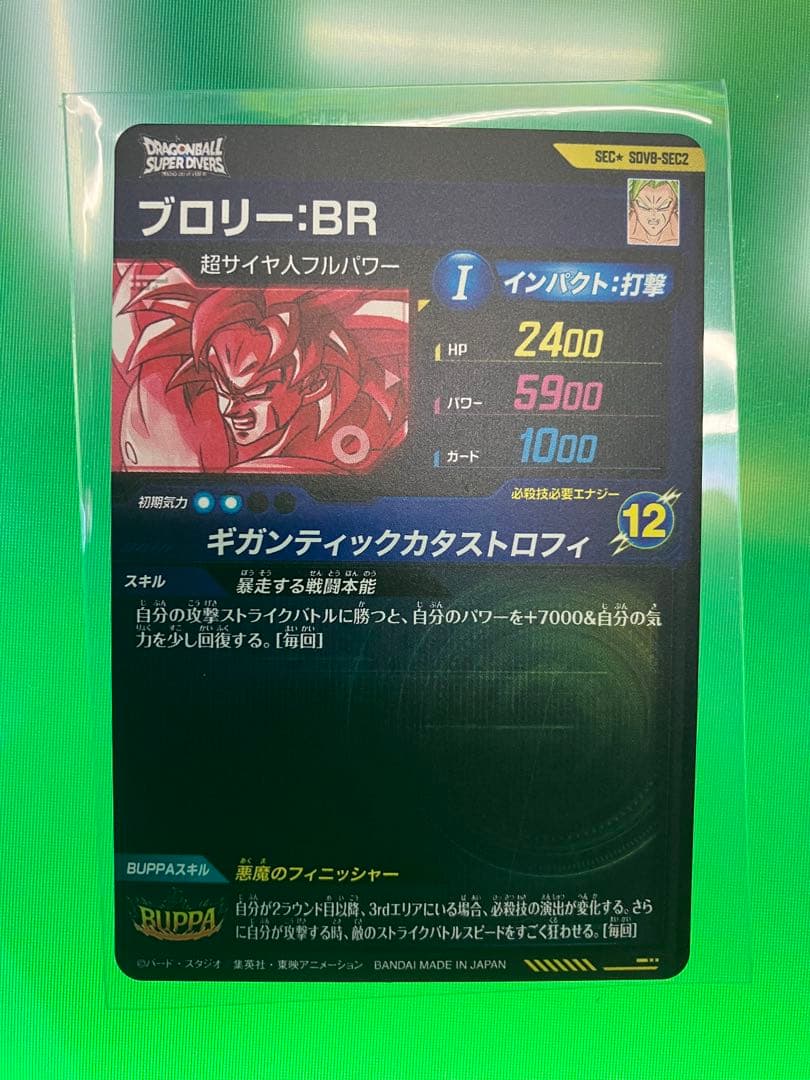 DRAGONBALL
SUPER DIVERS
SEC★ SDV8-SEC2
ブロリー:BR
超サイヤ人フルパワー
I インパクト:打撃
HP 2400
パワー 5900
ガード 1000
初期気力
必殺技必要エナジー
12
ギガンティックカタストロフィ
スキル 暴走する戦闘本能
自分の攻撃ストライクバトルに勝つと、自分のパワーを+7000&自分の気
力を少し回復する。[毎回]
BUPPAスキル 悪魔のフィニッシャー
BUPPA
自分が2ラウンド目以降、3rdエリアにいる場合、必殺技の演出が変化する。さら
に自分が攻撃する時、敵のストライクバトルスピードをすごく狂わせる。[毎回]
©バード・スタジオ/集英社・東映アニメーション BANDAI MADE IN JAPAN